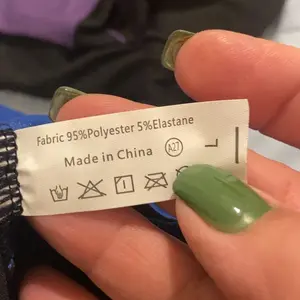 Fabric 95%Polyester 5%Elastane
Made in China A27 L